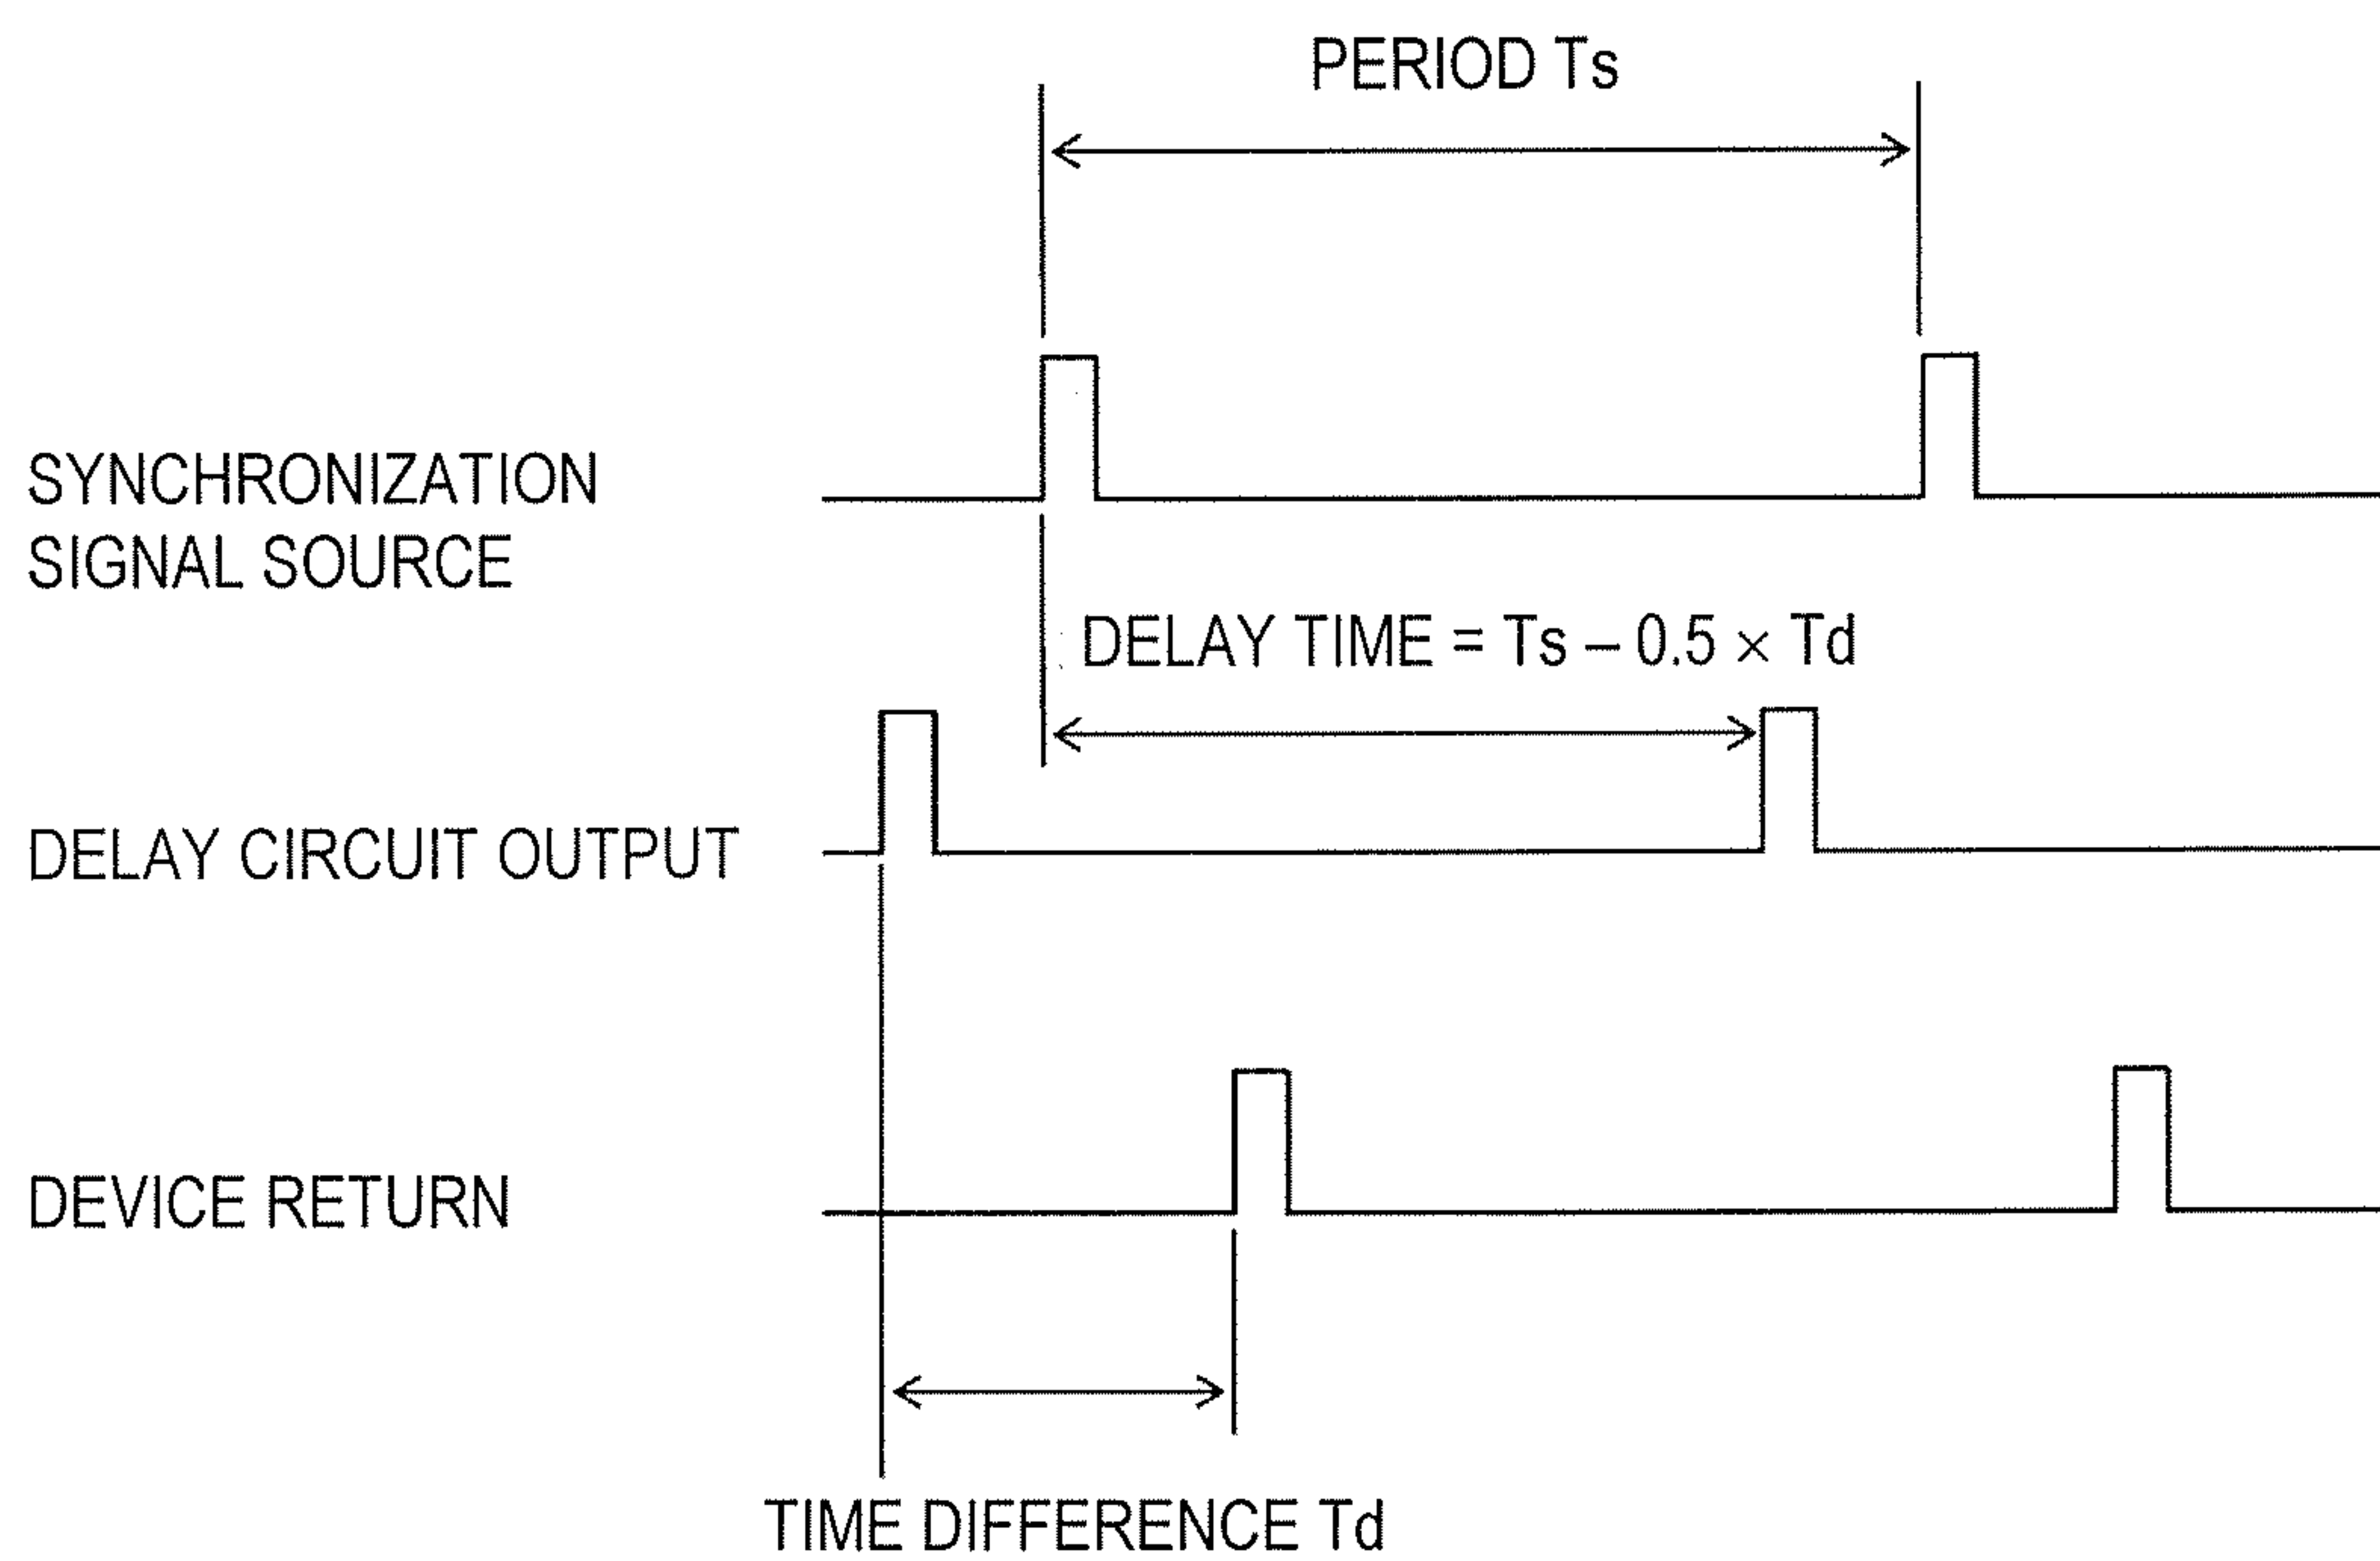 PERIOD Ts
SYNCHRONIZATION
SIGNAL SOURCE
DELAY TIME = Ts – 0.5 × Td
DELAY CIRCUIT OUTPUT
DEVICE RETURN
TIME DIFFERENCE Td